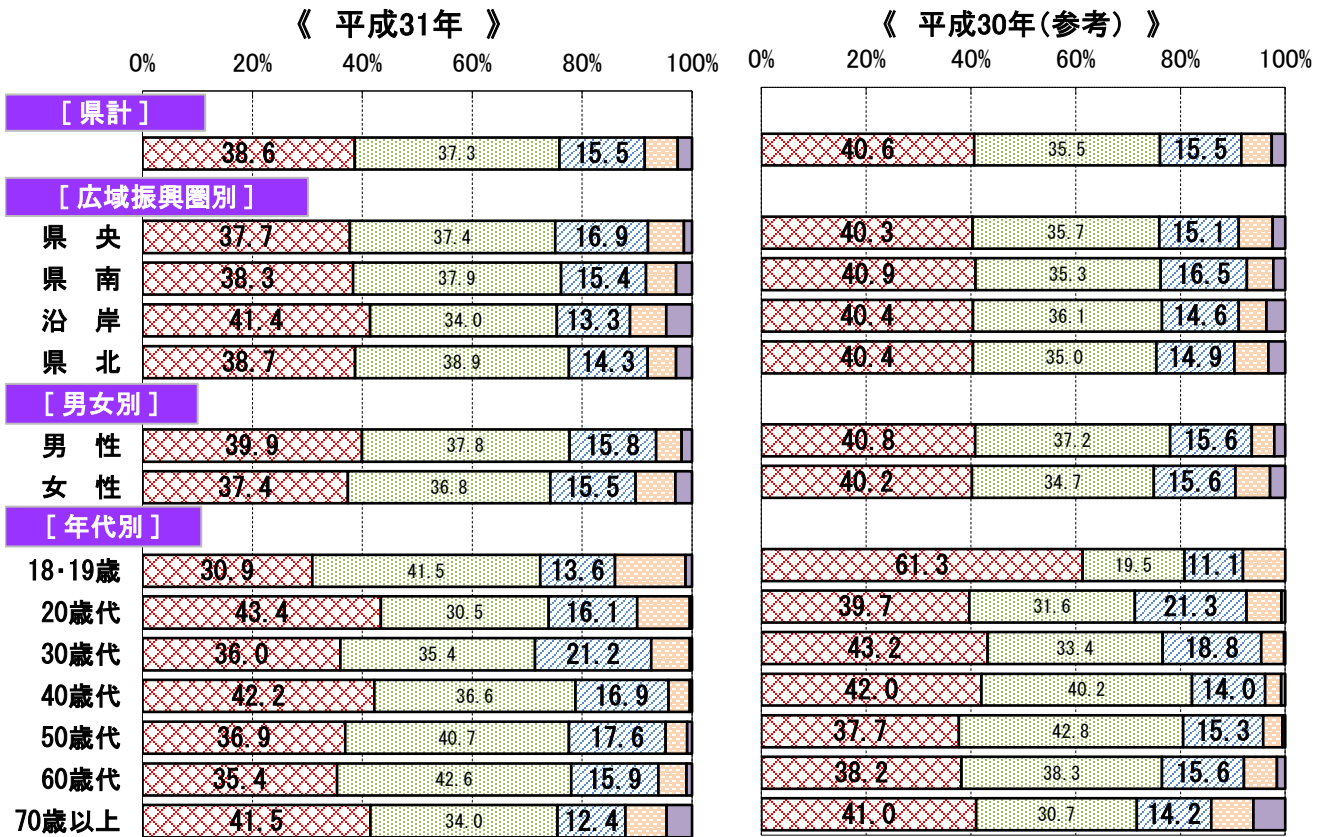 《 平成31年 》 《 平成30年(参考) 》
0% 20% 40% 60% 80% 100% 0% 20% 40% 60% 80% 100%
[ 県計 ]
38.6 37.3 15.5 40.6 35.5 15.5
[ 広域振興圏別 ]
県 央 37.7 37.4 16.9 40.3 35.7 15.1
県 南 38.3 37.9 15.4 40.9 35.3 16.5
沿 岸 41.4 34.0 13.3 40.4 36.1 14.6
県 北 38.7 38.9 14.3 40.4 35.0 14.9
[ 男女別 ]
男 性 39.9 37.8 15.8 40.8 37.2 15.6
女 性 37.4 36.8 15.5 40.2 34.7 15.6
[ 年代別 ]
18・19歳 30.9 41.5 13.6 61.3 19.5 11.1
20歳代 43.4 30.5 16.1 39.7 31.6 21.3
30歳代 36.0 35.4 21.2 43.2 33.4 18.8
40歳代 42.2 36.6 16.9 42.0 40.2 14.0
50歳代 36.9 40.7 17.6 37.7 42.8 15.3
60歳代 35.4 42.6 15.9 38.2 38.3 15.6
70歳以上 41.5 34.0 12.4 41.0 30.7 14.2